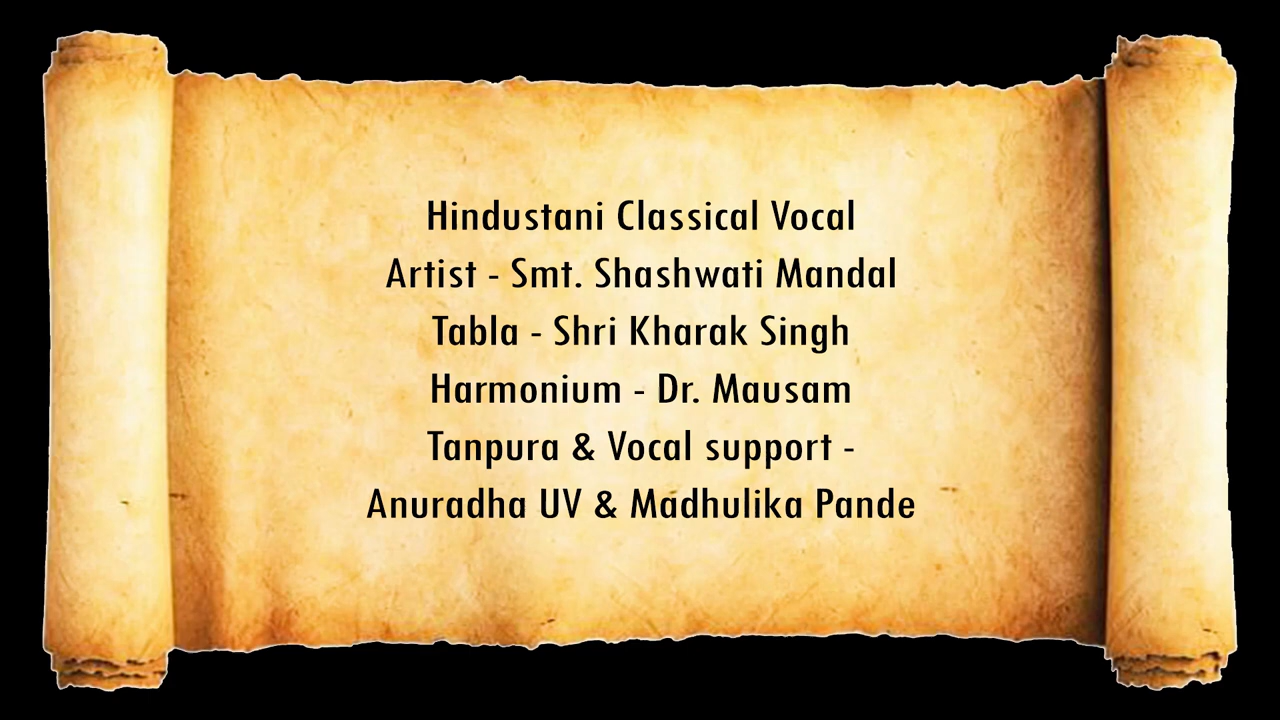 Hindustani Classical Vocal
Artist - Smt. Shashwati Mandal
Tabla - Shri Kharak Singh
Harmonium - Dr. Mausam
Tanpura & Vocal support -
Anuradha UV & Madhulika Pande